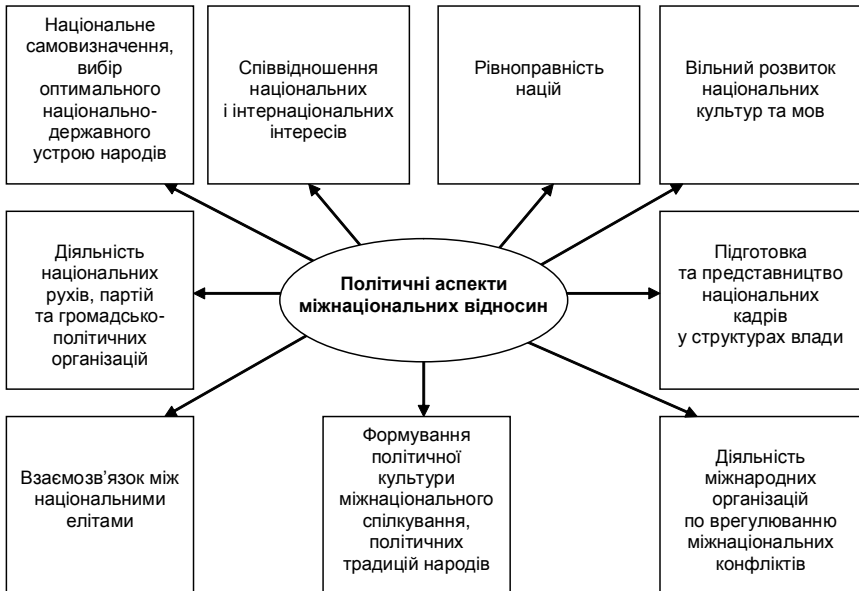 Національне
самовизначення,
вибір
оптимального
національно-
державного
устрою народів
Співвідношення
національних
і інтернаціональних
інтересів
Рівноправність
націй
Вільний розвиток
національних
культур та мов
Діяльність
національних
рухів, партій
та громадсько-
політичних
організацій
Політичні аспекти
міжнаціональних відносин
Підготовка
та представництво
національних
кадрів
у структурах влади
Взаємозв’язок між
національними
елітами
Формування
політичної
культури
міжнаціонального
спілкування,
політичних
традицій народів
Діяльність
міжнародних
організацій
по врегулюванню
міжнаціональних
конфліктів